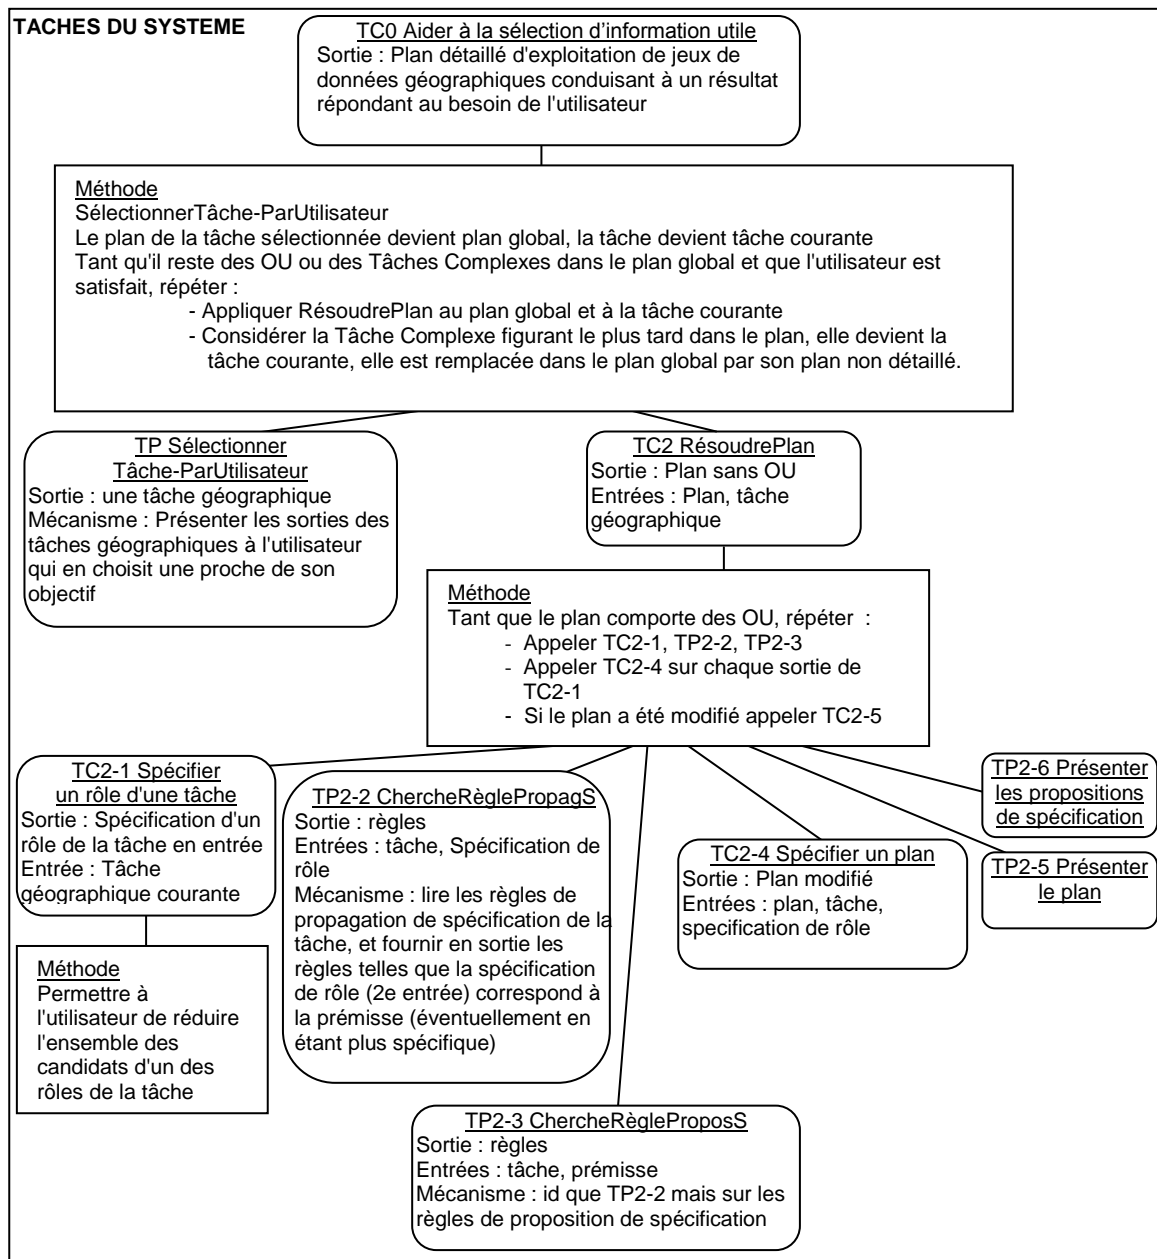 TACHES DU SYSTEME
TC0 Aider à la sélection d'information utile
Sortie : Plan détaillé d'exploitation de jeux de
données géographiques conduisant à un résultat
répondant au besoin de l'utilisateur
Méthode
SélectionnerTâche-ParUtilisateur
Le plan de la tâche sélectionnée devient plan global, la tâche devient tâche courante
Tant qu'il reste des OU ou des Tâches Complexes dans le plan global et que l'utilisateur est
satisfait, répéter :
- Appliquer RésoudrePlan au plan global et à la tâche courante
- Considérer la Tâche Complexe figurant le plus tard dans le plan, elle devient la
tâche courante, elle est remplacée dans le plan global par son plan non détaillé.
TP Sélectionner
Tâche-ParUtilisateur
Sortie : une tâche géographique
Mécanisme : Présenter les sorties des
tâches géographiques à l'utilisateur
qui en choisit une proche de son
objectif
TC2 RésoudrePlan
Sortie : Plan sans OU
Entrées : Plan, tâche
géographique
Méthode
Tant que le plan comporte des OU, répéter :
- Appeler TC2-1, TP2-2, TP2-3
- Appeler TC2-4 sur chaque sortie de
TC2-1
- Si le plan a été modifié appeler TC2-5
TC2-1 Spécifier
un rôle d'une tâche
Sortie : Spécification d'un
rôle de la tâche en entrée
Entrée : Tâche
géographique courante
Méthode
Permettre à
l'utilisateur de réduire
l'ensemble des
candidats d'un des
rôles de la tâche
TP2-2 ChercheRèglePropagS
Sortie : règles
Entrées : tâche, Spécification de
rôle
Mécanisme : lire les règles de
propagation de spécification de la
tâche, et fournir en sortie les
règles telles que la spécification
de rôle (2e entrée) correspond à
la prémisse (éventuellement en
étant plus spécifique)
TC2-4 Spécifier un plan
Sortie : Plan modifié
Entrées : plan, tâche,
specification de rôle
TP2-6 Présenter
les propositions
de spécification
TP2-5 Présenter
le plan
TP2-3 ChercheRègleProposS
Sortie : règles
Entrées : tâche, prémisse
Mécanisme : id que TP2-2 mais sur les
règles de proposition de spécification